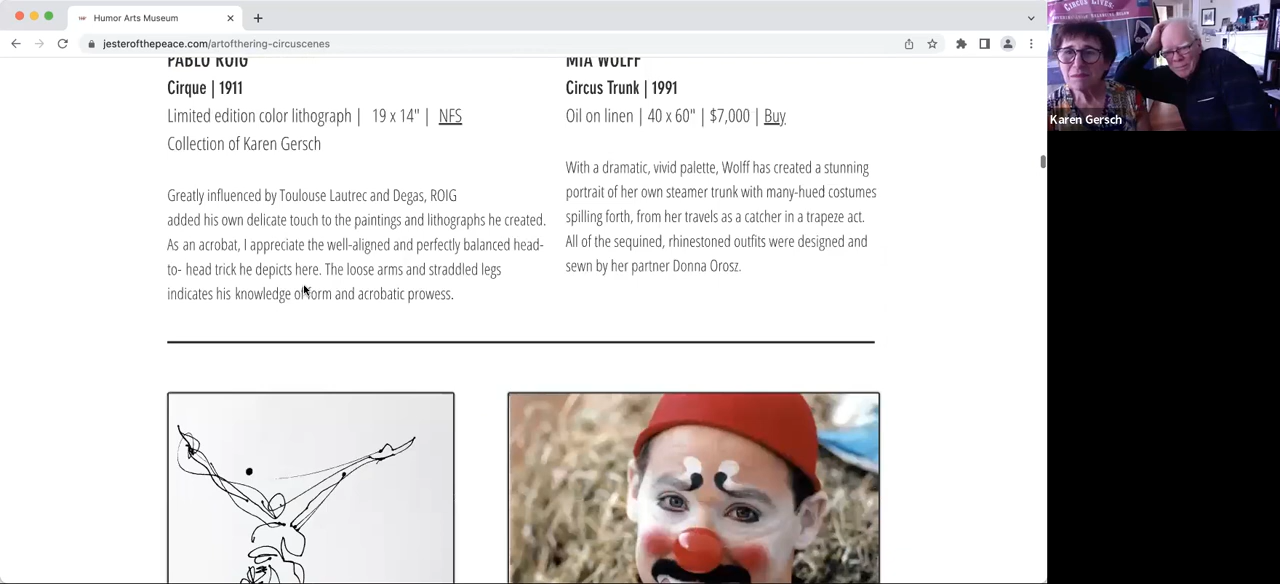 Humor Arts Museum
jesterofthepeace.com/artofthering-circuscenes
PABLO ROIG
Cirque | 1911
Limited edition color lithograph | 19 x 14" | NFS
Collection of Karen Gersch
Greatly influenced by Toulouse Lautrec and Degas, ROIG
added his own delicate touch to the paintings and lithographs he created.
As an acrobat, I appreciate the well-aligned and perfectly balanced head-
to- head trick he depicts here. The loose arms and straddled legs
indicates his knowledge of form and acrobatic prowess.
MIA WOLFF
Circus Trunk | 1991
Oil on linen | 40 x 60" | $7,000 | Buy
With a dramatic, vivid palette, Wolff has created a stunning
portrait of her own steamer trunk with many-hued costumes
spilling forth, from her travels as a catcher in a trapeze act.
All of the sequined, rhinestoned outfits were designed and
sewn by her partner Donna Orosz.
CIRCUS LIVES:
Karen Gersch